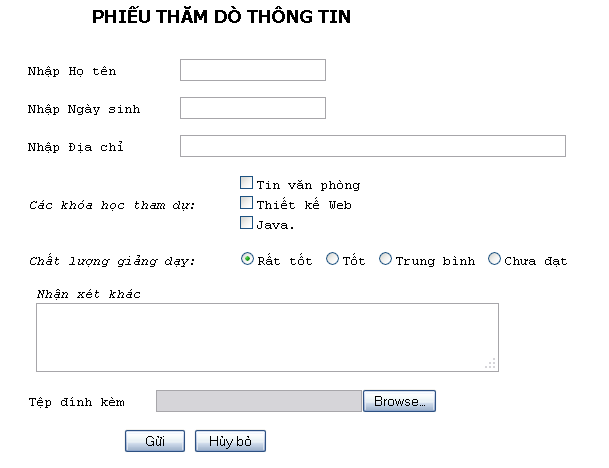 PHIẾU THĂM DÒ THÔNG TIN
Nhập Họ tên
Nhập Ngày sinh
Nhập Địa chỉ
Tin văn phòng
Các khóa học tham dự: Thiết kế Web
Java.
Chất lượng giảng dạy: Rất tốt Tốt Trung bình Chưa đạt
Nhận xét khác
Tệp đính kèm Browse...
Gửi Hủy bỏ